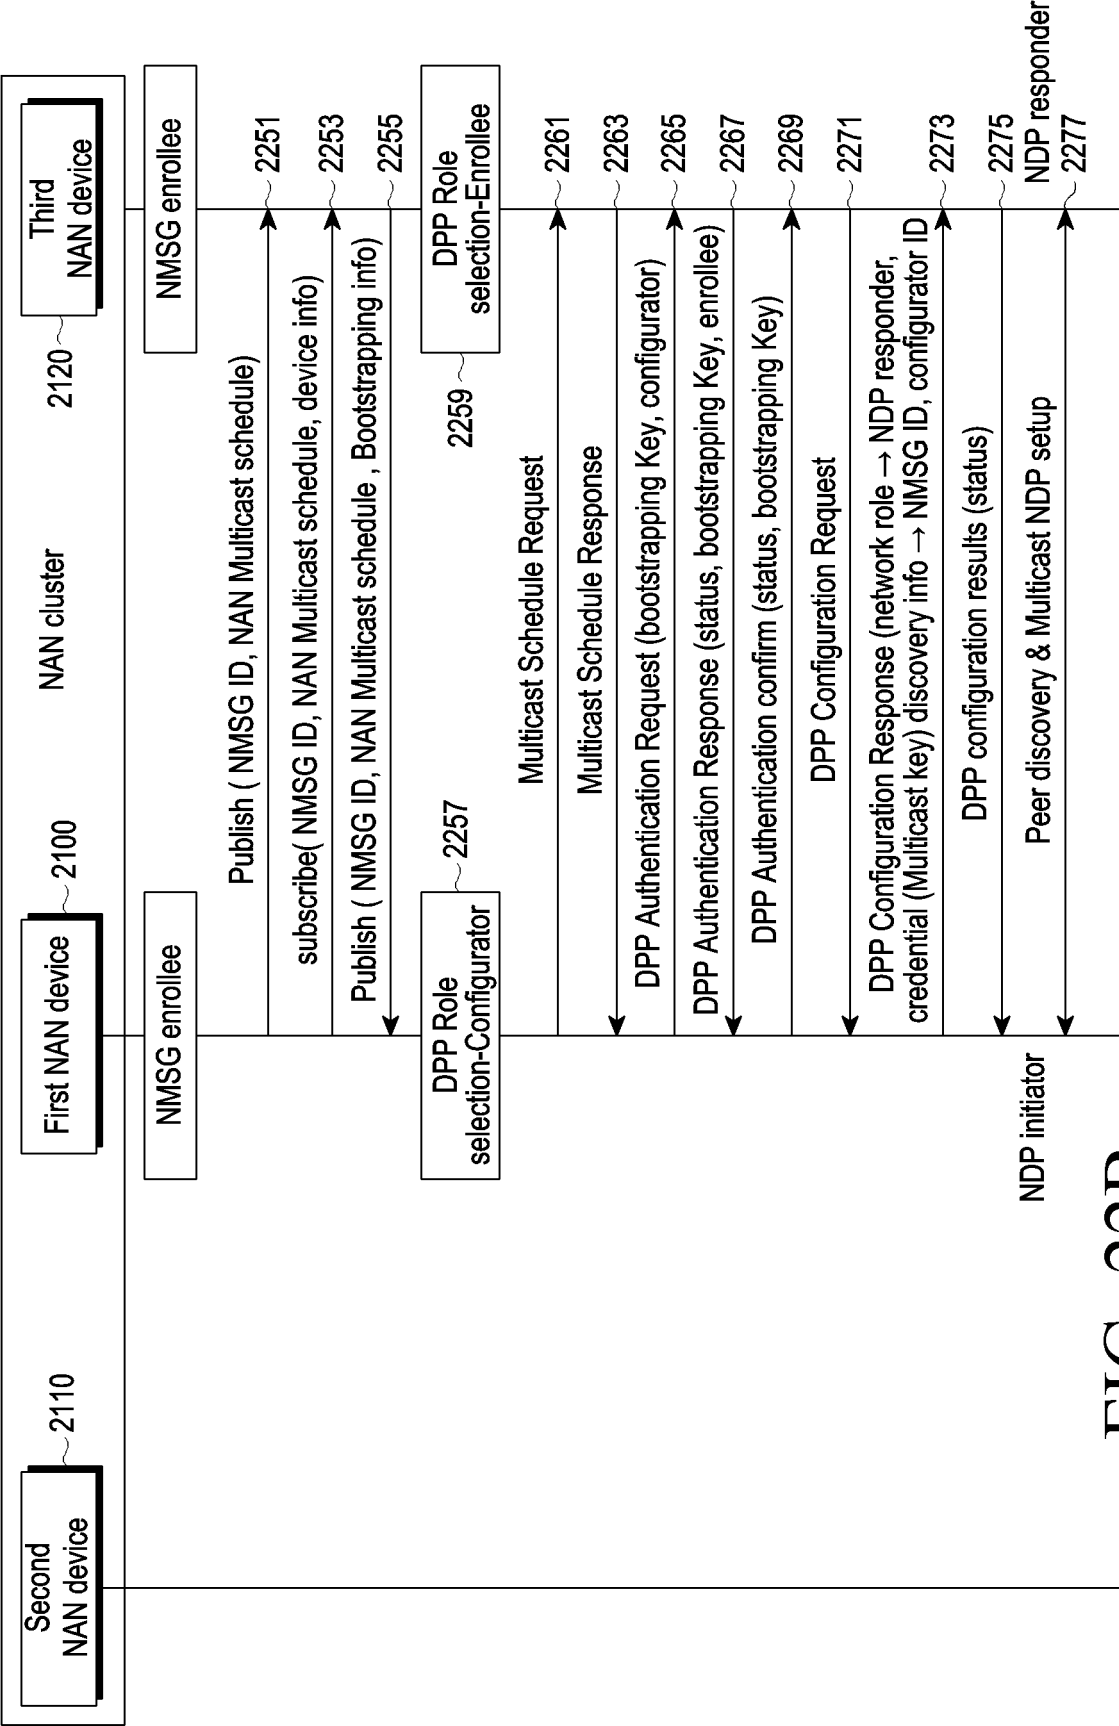 NAN cluster
Second
NAN device
2110
First NAN device
2100
Third
NAN device
2120
NMSG enrollee
NMSG enrollee
Publish ( NMSG ID, NAN Multicast schedule)
2251
subscribe( NMSG ID, NAN Multicast schedule, device info)
2253
Publish ( NMSG ID, NAN Multicast schedule , Bootstrapping info)
2255
DPP Role
selection-Configurator
2257
DPP Role
selection-Enrollee
2259
Multicast Schedule Request
2261
Multicast Schedule Response
2263
DPP Authentication Request (bootstrapping Key, configurator)
2265
DPP Authentication Response (status, bootstrapping Key, enrollee)
2267
DPP Authentication confirm (status, bootstrapping Key)
2269
DPP Configuration Request
2271
DPP Configuration Response (network role → NDP responder,
credential (Multicast key) discovery info → NMSG ID, configurator ID
2273
DPP configuration results (status)
2275
NDP initiator
NDP responder
Peer discovery & Multicast NDP setup
2277